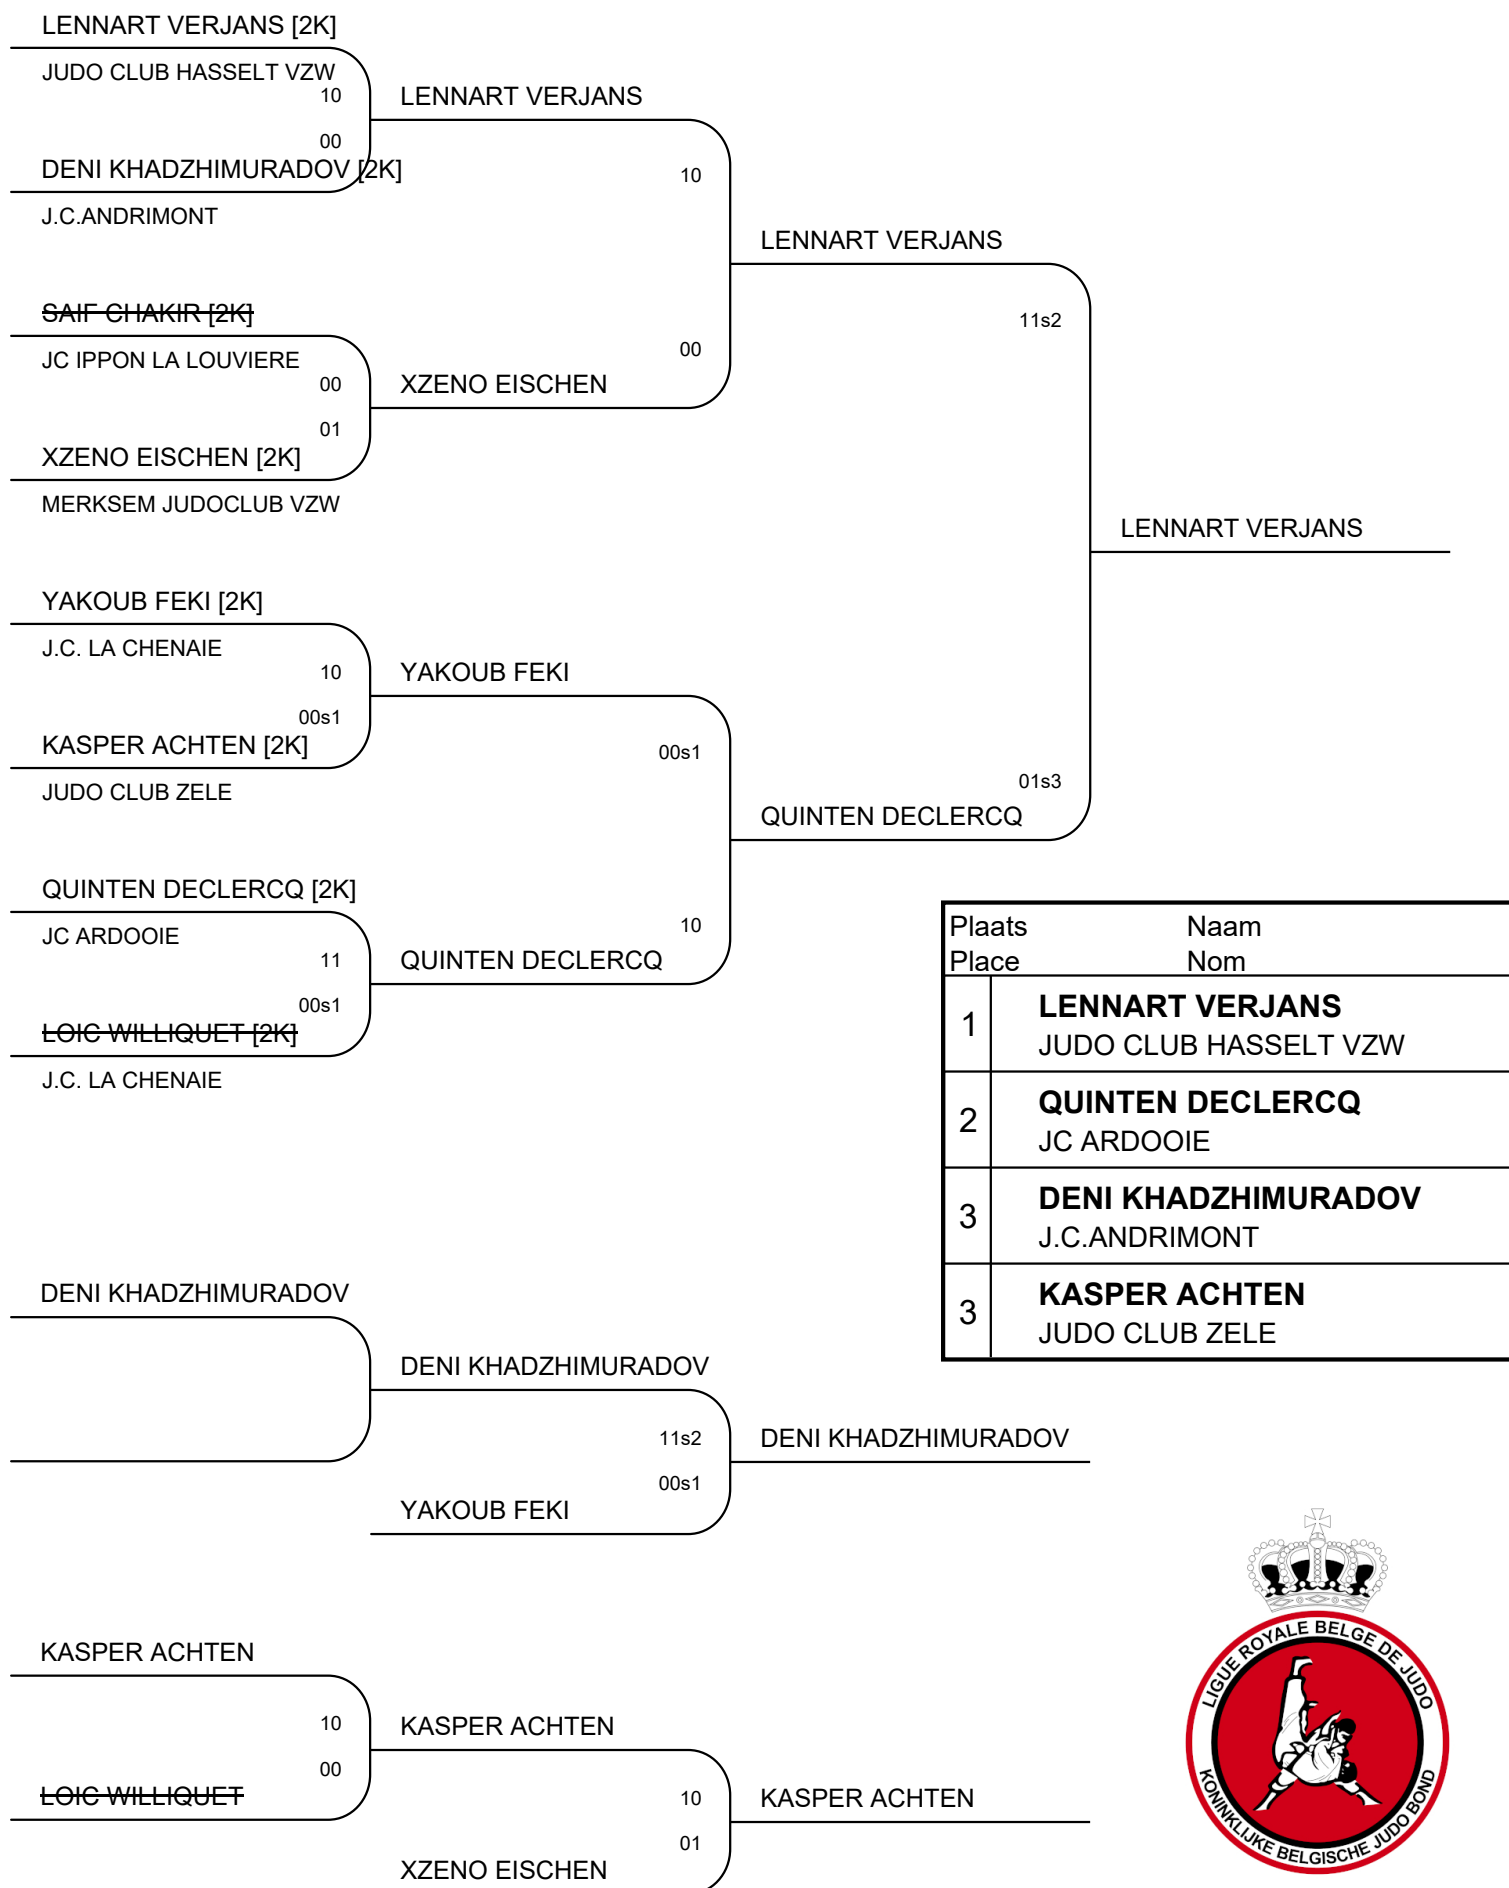 LENNART VERJANS [2K]
JUDO CLUB HASSELT VZW
10
00
DENI KHADZHIMURADOV [2K]
J.C.ANDRIMONT
SAIF CHAKIR [2K]
JC IPPON LA LOUVIERE
00
01
XZENO EISCHEN [2K]
MERKSEM JUDOCLUB VZW
YAKOUB FEKI [2K]
J.C. LA CHENAIE
10
00s1
KASPER ACHTEN [2K]
JUDO CLUB ZELE
QUINTEN DECLERCQ [2K]
JC ARDOOIE
11
00s1
LOIC WILLIQUET [2K]
J.C. LA CHENAIE
LENNART VERJANS
10
00
XZENO EISCHEN
YAKOUB FEKI
00s1
10
QUINTEN DECLERCQ
LENNART VERJANS
11s2
01s3
QUINTEN DECLERCQ
LENNART VERJANS
Plaats Naam
Place Nom
1 LENNART VERJANS
JUDO CLUB HASSELT VZW
2 QUINTEN DECLERCQ
JC ARDOOIE
3 DENI KHADZHIMURADOV
J.C.ANDRIMONT
3 KASPER ACHTEN
JUDO CLUB ZELE
DENI KHADZHIMURADOV
DENI KHADZHIMURADOV
11s2
00s1
YAKOUB FEKI
DENI KHADZHIMURADOV
KASPER ACHTEN
10
00
LOIC WILLIQUET
KASPER ACHTEN
10
01
XZENO EISCHEN
KASPER ACHTEN
LIGUE ROYALE BELGE DE JUDO
KONINKLIJKE BELGISCHE JUDO BOND